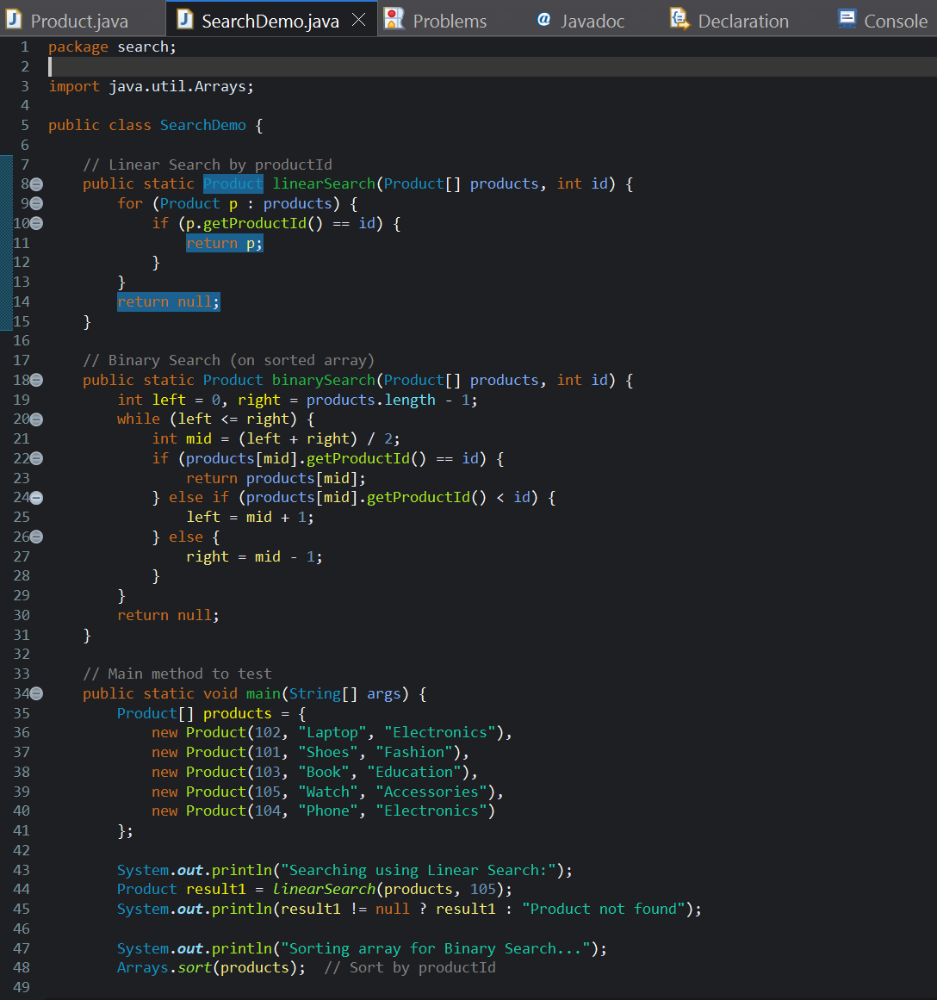 Product.java SearchDemo.java Problems Javadoc Declaration Console
1 package search;
2
3 import java.util.Arrays;
4
5 public class SearchDemo {
6
7     // Linear Search by productId
8     public static Product linearSearch(Product[] products, int id) {
9         for (Product p : products) {
10             if (p.getProductId() == id) {
11                 return p;
12             }
13         }
14         return null;
15     }
16
17     // Binary Search (on sorted array)
18     public static Product binarySearch(Product[] products, int id) {
19         int left = 0, right = products.length - 1;
20         while (left <= right) {
21             int mid = (left + right) / 2;
22             if (products[mid].getProductId() == id) {
23                 return products[mid];
24             } else if (products[mid].getProductId() < id) {
25                 left = mid + 1;
26             } else {
27                 right = mid - 1;
28             }
29         }
30         return null;
31     }
32
33     // Main method to test
34     public static void main(String[] args) {
35         Product[] products = {
36             new Product(102, "Laptop", "Electronics"),
37             new Product(101, "Shoes", "Fashion"),
38             new Product(103, "Book", "Education"),
39             new Product(105, "Watch", "Accessories"),
40             new Product(104, "Phone", "Electronics")
41         };
42
43         System.out.println("Searching using Linear Search:");
44         Product result1 = linearSearch(products, 105);
45         System.out.println(result1 != null ? result1 : "Product not found");
46
47         System.out.println("Sorting array for Binary Search...");
48         Arrays.sort(products);  // Sort by productId
49